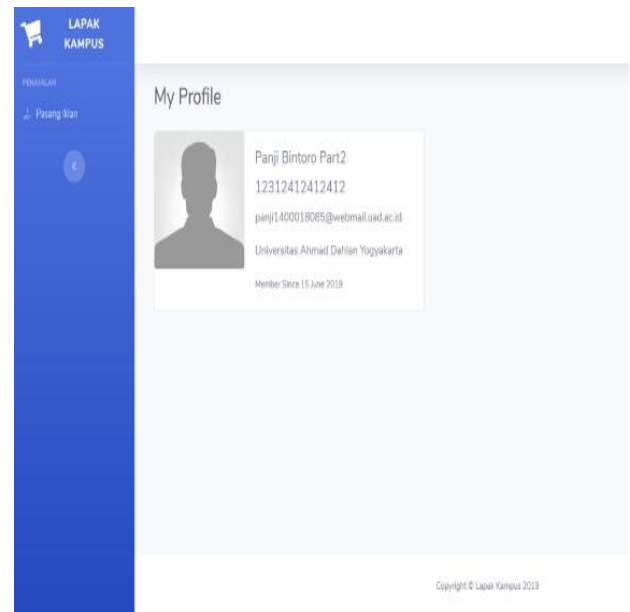 LAPAK
KAMPUS
PENJUALAN
Pasang Iklan
My Profile
Panji Bintoro Part2
12312412412412
panji1400018085@webmail.uad.ac.id
Universitas Ahmad Dahlan Yogyakarta
Member Since 15 June 2019
Copyright © Lapak Kampus 2019